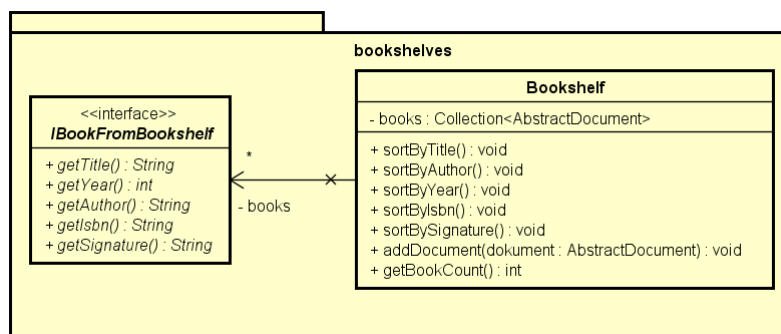 bookshelves
<<interface>>
IBookFromBookshelf
+ getTitle() : String
+ getYear() : int
+ getAuthor() : String
+ getIsbn() : String
+ getSignature() : String
*
- books
Bookshelf
- books : Collection<AbstractDocument>
+ sortByTitle() : void
+ sortByAuthor() : void
+ sortByYear() : void
+ sortByIsbn() : void
+ sortBySignature() : void
+ addDocument(dokument : AbstractDocument) : void
+ getBookCount() : int